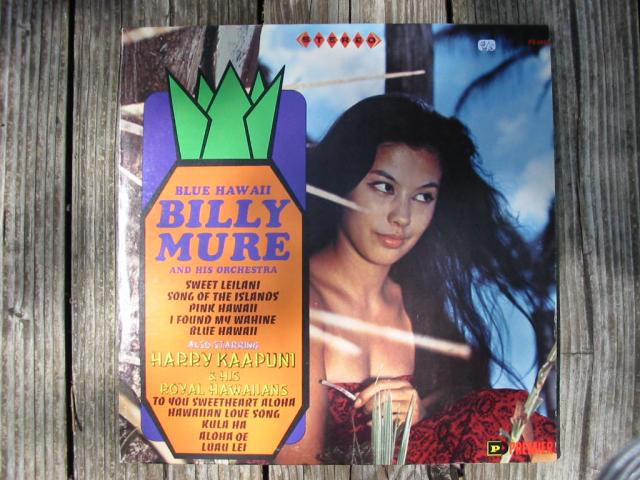 STEREO
BLUE HAWAII
BILLY
MURE
AND HIS ORCHESTRA
SWEET LEILANI
SONG OF THE ISLANDS
PINK HAWAII
I FOUND MY WAHINE
BLUE HAWAII
ALSO STARRING
HARRY KAAPUNI
& HIS
ROYAL HAWAIIANS
TO YOU SWEETHEART ALOHA
HAWAIIAN LOVE SONG
KULA HA
ALOHA OE
LUAU LEI
P PREMIER